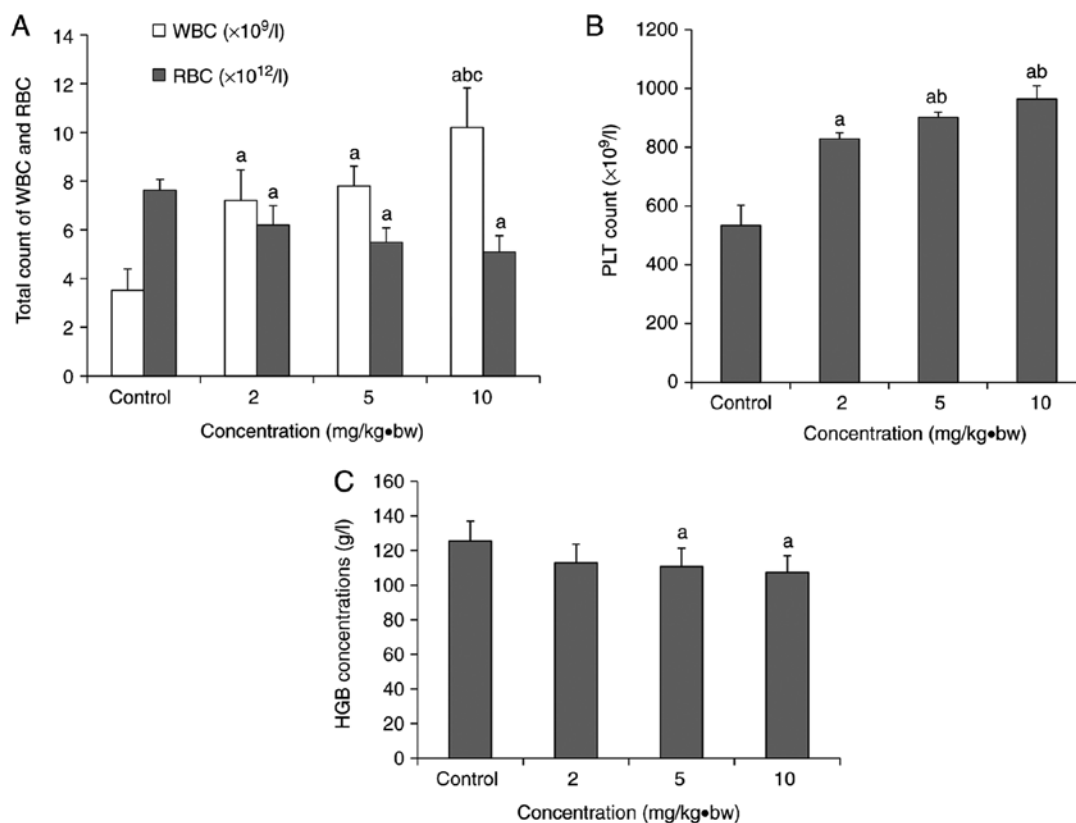 A
WBC (×10⁹/l)
RBC (×10¹²/l)
Total count of WBC and RBC
14
12
10
8
6
4
2
0
a
a
a
a
abc
a
Control
2
5
10
Concentration (mg/kg•bw)
B
PLT count (×10⁹/l)
1200
1000
800
600
400
200
0
a
ab
ab
Control
2
5
10
Concentration (mg/kg•bw)
C
HGB concentrations (g/l)
160
140
120
100
80
60
40
20
0
a
a
Control
2
5
10
Concentration (mg/kg•bw)